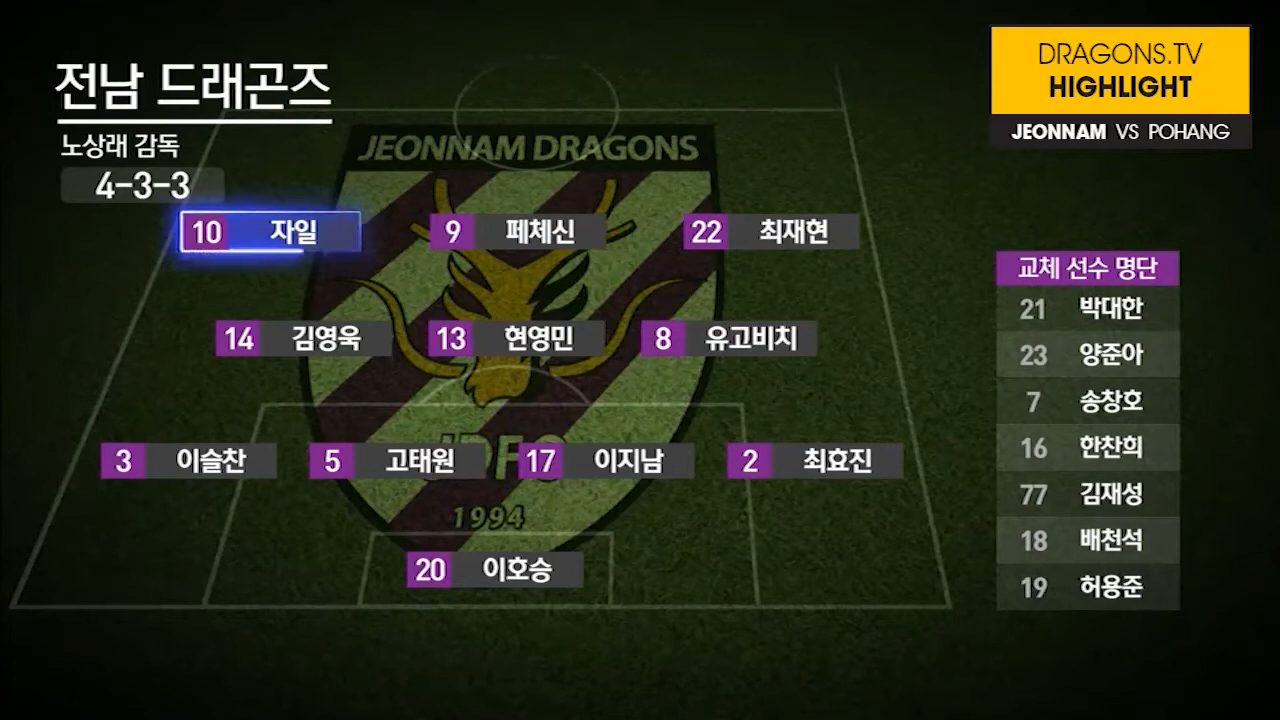 전남 드래곤즈
노상래 감독
4-3-3
DRAGONS.TV
HIGHLIGHT
JEONNAM VS POHANG
JEONNAM DRAGONS
10 자일
9 페체신
22 최재현
14 김영욱
13 현영민
8 유고비치
3 이슬찬
5 고태원
17 이지남
2 최효진
JDFC
1994
20 이호승
교체 선수 명단
21 박대한
23 양준아
7 송창호
16 한찬희
77 김재성
18 배천석
19 허용준